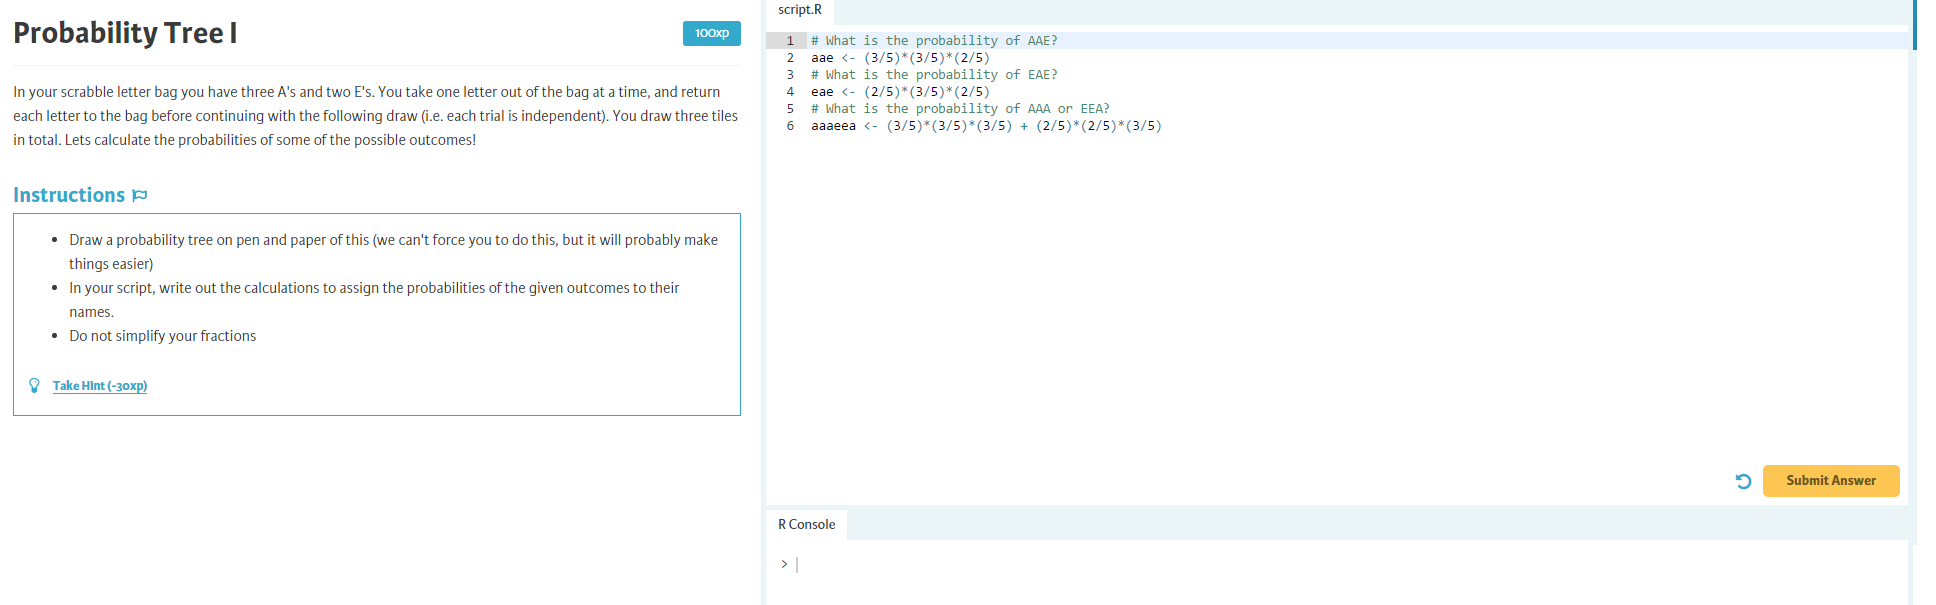 Probability Tree I
100xp
In your scrabble letter bag you have three A's and two E's. You take one letter out of the bag at a time, and return
each letter to the bag before continuing with the following draw (i.e. each trial is independent). You draw three tiles
in total. Lets calculate the probabilities of some of the possible outcomes!
Instructions
• Draw a probability tree on pen and paper of this (we can't force you to do this, but it will probably make
things easier)
• In your script, write out the calculations to assign the probabilities of the given outcomes to their
names.
• Do not simplify your fractions
Take Hint (-30xp)
script.R
1 # What is the probability of AAE?
2 aae <- (3/5)*(3/5)*(2/5)
3 # What is the probability of EAE?
4 eae <- (2/5)*(3/5)*(2/5)
5 # What is the probability of AAA or EEA?
6 aaaeea <- (3/5)*(3/5)*(3/5) + (2/5)*(2/5)*(3/5)
Submit Answer
R Console
>